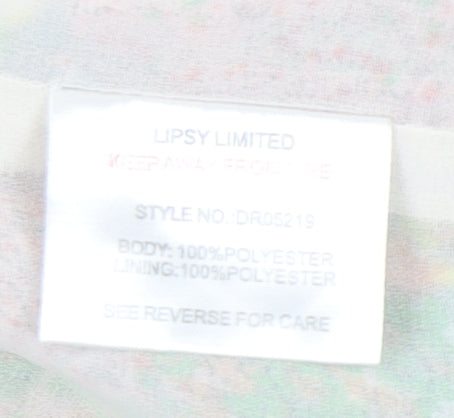 LIPSY LIMITED
KEEP AWAY FROM FIRE
STYLE NO.:DR05219
BODY: 100%POLYESTER
LINING:100%POLYESTER
SEE REVERSE FOR CARE